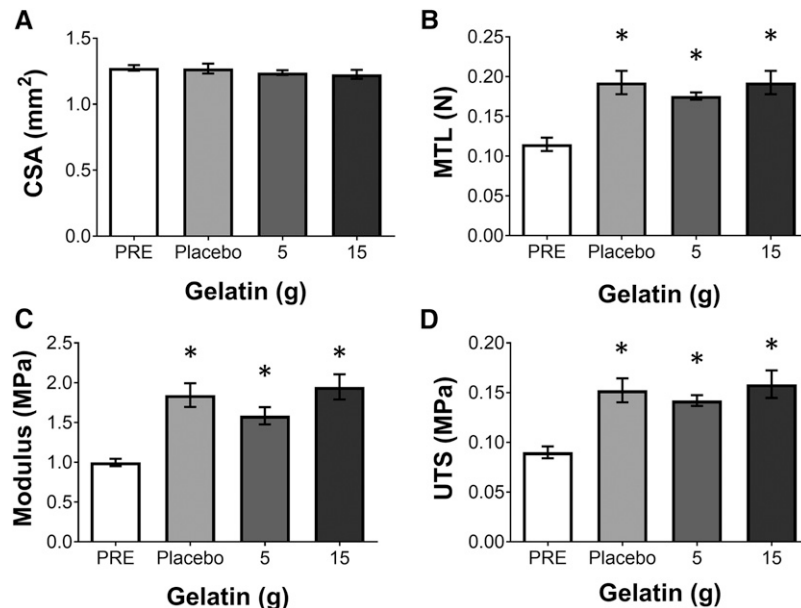 A
CSA (mm²)
1.5
1.0
0.5
0.0
PRE Placebo 5 15
Gelatin (g)
B
MTL (N)
0.25
0.20
0.15
0.10
0.05
0.00
* * *
PRE Placebo 5 15
Gelatin (g)
C
Modulus (MPa)
2.5
2.0
1.5
1.0
0.5
0.0
* * *
PRE Placebo 5 15
Gelatin (g)
D
UTS (MPa)
0.20
0.15
0.10
0.05
0.00
* * *
PRE Placebo 5 15
Gelatin (g)